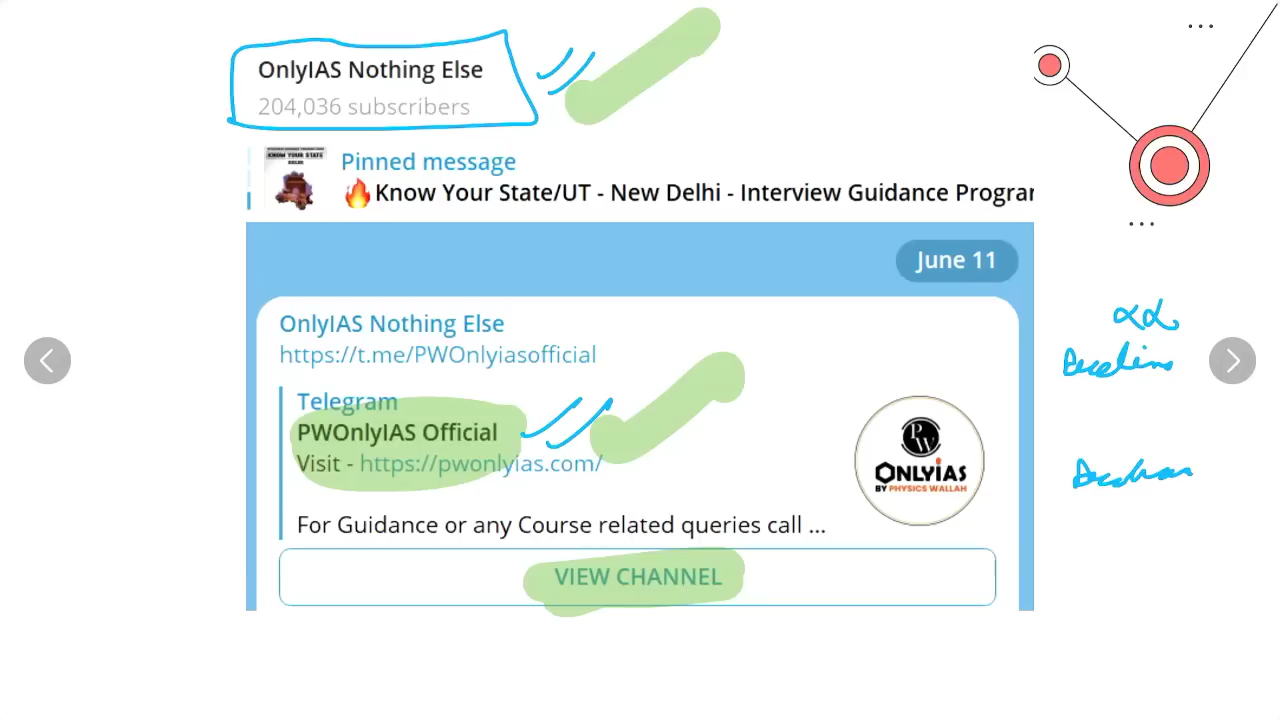 OnlyIAS Nothing Else
204,036 subscribers
KNOW YOUR STATE
Pinned message
🔥Know Your State/UT - New Delhi - Interview Guidance Program
June 11
OnlyIAS Nothing Else
https://t.me/PWOnlyiasofficial
Telegram
PWOnlyIAS Official
Visit - https://pwonlyias.com/
PW
ONLYIAS
BY PHYSICS WALLAH
For Guidance or any Course related queries call ...
VIEW CHANNEL